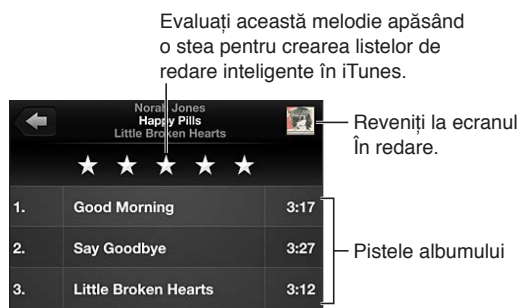 Evaluați această melodie apăsând
o stea pentru crearea listelor de
redare inteligente în iTunes.
Norah Jones
Happy Pills
Little Broken Hearts
Reveniți la ecranul
În redare.
1. Good Morning 3:17
2. Say Goodbye 3:27
3. Little Broken Hearts 3:12
Pistele albumului